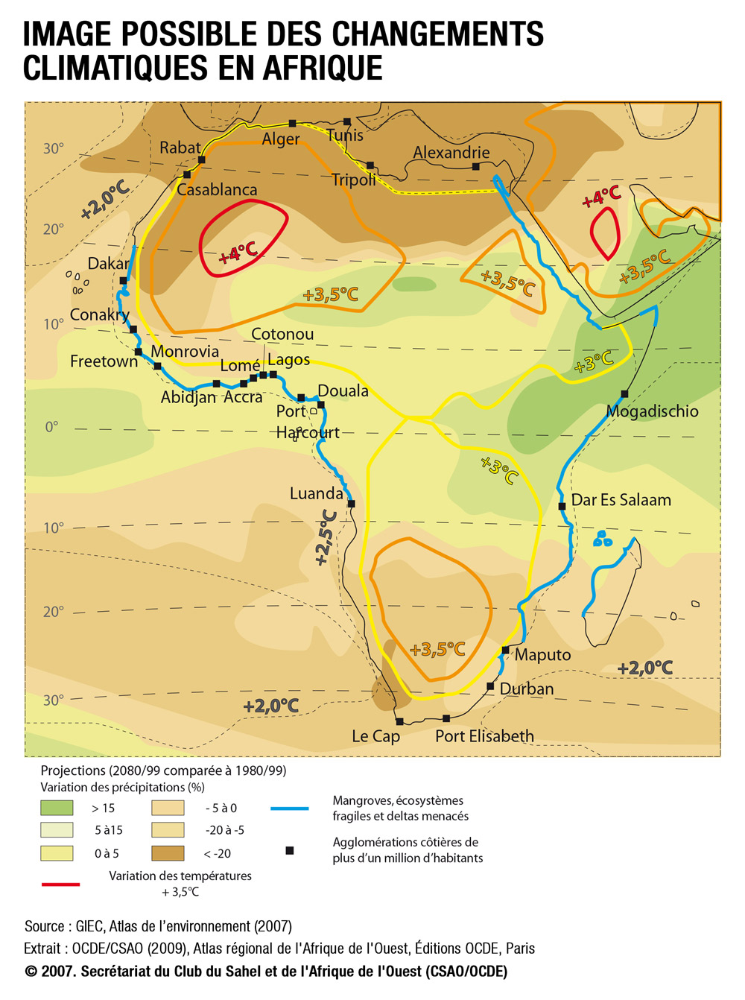 IMAGE POSSIBLE DES CHANGEMENTS
CLIMATIQUES EN AFRIQUE
30°
20°
10°
0°
10°
20°
30°
Rabat
Alger
Tunis
Alexandrie
Tripoli
Casablanca
+2,0°C
+4°C
+4°C
Dakar
+3,5°C
+3,5°C
+3,5°C
Conakry
Cotonou
Freetown
Monrovia
Lomé
Lagos
+3°C
Abidjan
Accra
Douala
Port
Harcourt
Mogadischio
+3°C
Luanda
Dar Es Salaam
+2,5°C
+3,5°C
Maputo
+2,0°C
Durban
+2,0°C
Le Cap
Port Elisabeth
Projections (2080/99 comparée à 1980/99)
Variation des précipitations (%)
> 15
- 5 à 0
5 à15
-20 à -5
0 à 5
< -20
Mangroves, écosystèmes
fragiles et deltas menacés
Agglomérations côtières de
plus d'un million d'habitants
Variation des températures
+ 3,5°C
Source : GIEC, Atlas de l'environnement (2007)
Extrait : OCDE/CSAO (2009), Atlas régional de l'Afrique de l'Ouest, Éditions OCDE, Paris
© 2007. Secrétariat du Club du Sahel et de l'Afrique de l'Ouest (CSAO/OCDE)